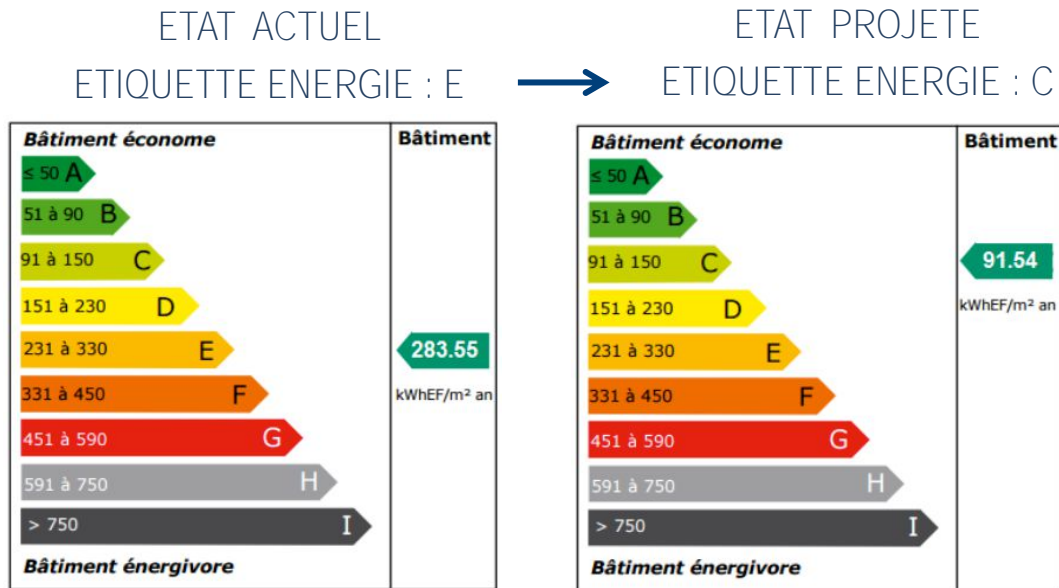 ETAT ACTUEL
ETIQUETTE ENERGIE : E
ETAT PROJETE
ETIQUETTE ENERGIE : C
Bâtiment économe
Bâtiment
≤ 50 A
51 à 90 B
91 à 150 C
151 à 230 D
231 à 330 E
283.55
331 à 450 F
kWhEF/m² an
451 à 590 G
591 à 750 H
> 750 I
Bâtiment énergivore
Bâtiment économe
Bâtiment
≤ 50 A
51 à 90 B
91 à 150 C
91.54
151 à 230 D
kWhEF/m² an
231 à 330 E
331 à 450 F
451 à 590 G
591 à 750 H
> 750 I
Bâtiment énergivore